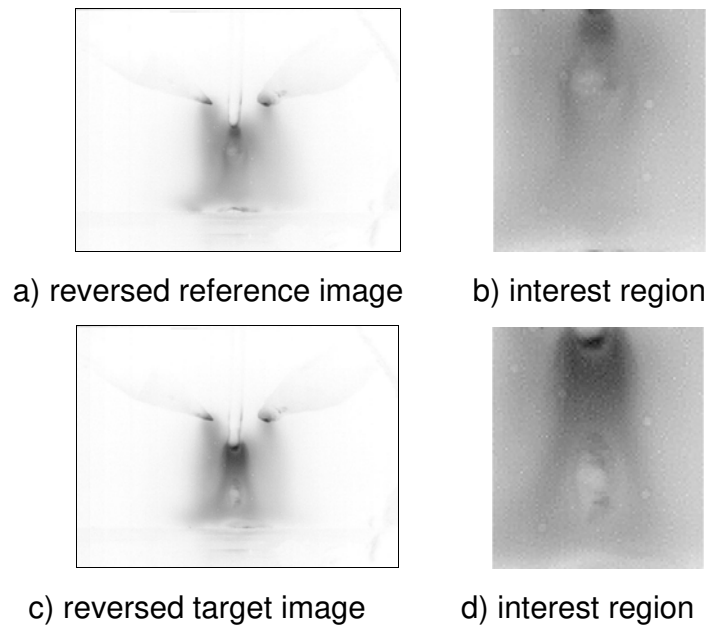 a) reversed reference image
b) interest region
c) reversed target image
d) interest region